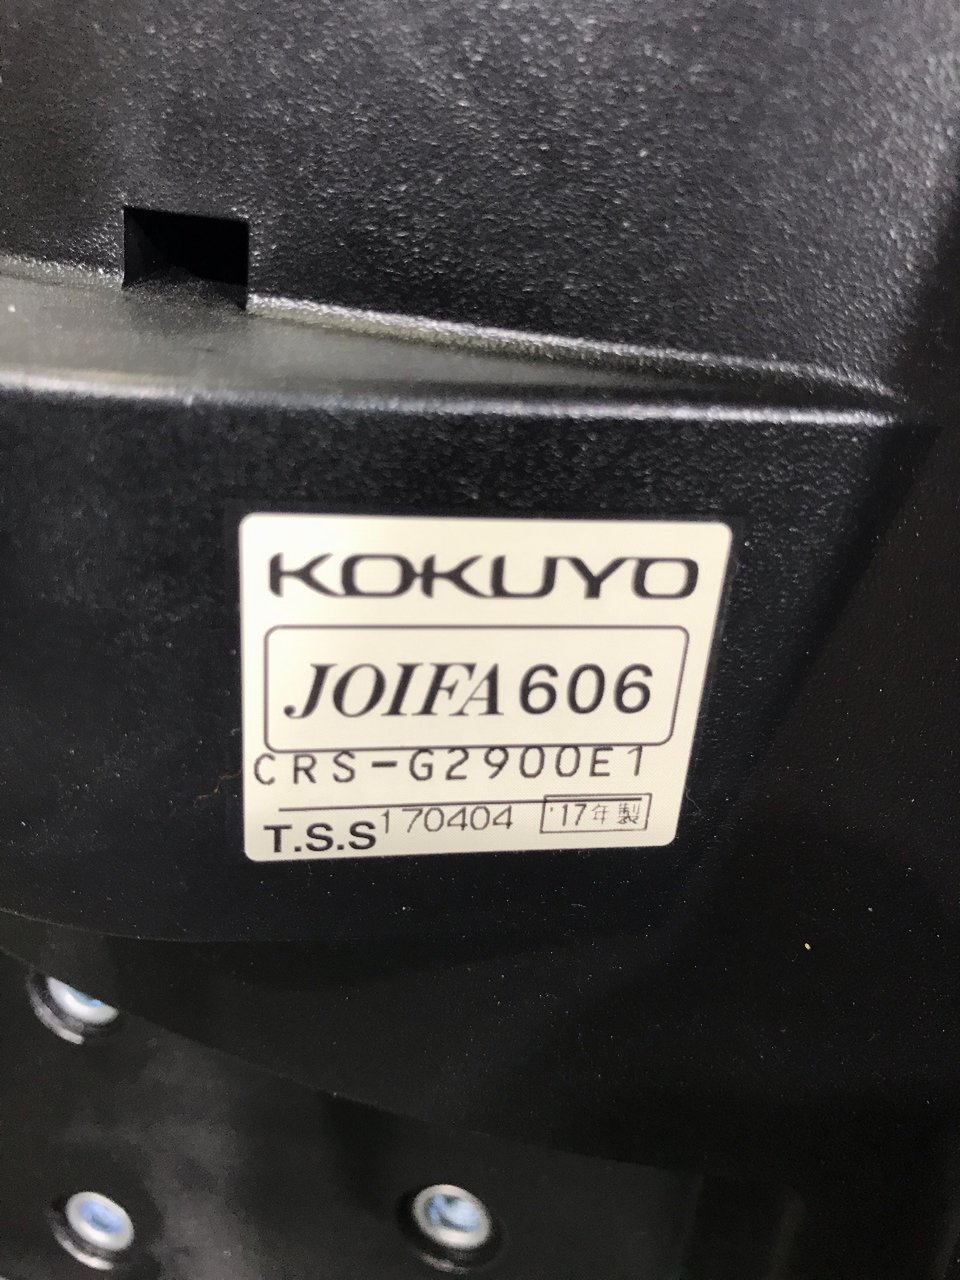 KOKUYO
JOIFA 606
CRS-G2900E1
T.S.S 170404 '17年製